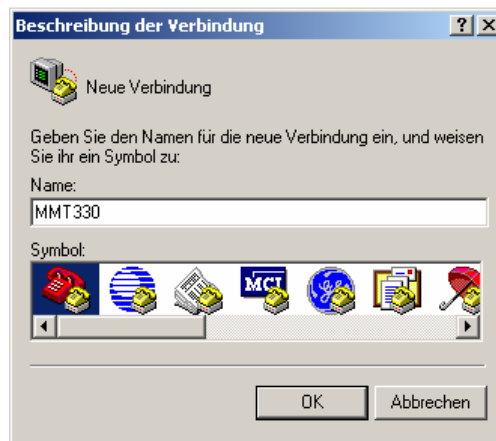 Beschreibung der Verbindung
Neue Verbindung
Geben Sie den Namen für die neue Verbindung ein, und weisen
Sie ihr ein Symbol zu:
Name:
MMT330
Symbol:
MCI
OK
Abbrechen